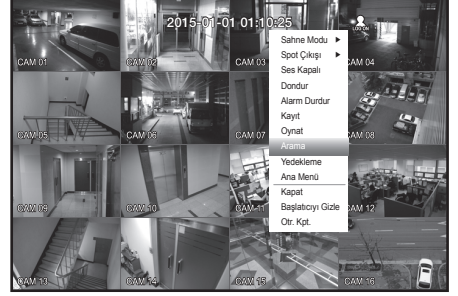 2015-01-01 01:10:25
LOG ON
CAM 01
CAM 02
CAM 03
CAM 04
Sahne Modu
Spot Çıkışı
Ses Kapalı
Dondur
Alarm Durdur
Kayıt
Oynat
Arama
Yedekleme
Ana Menü
Kapat
Başlatıcıyı Gizle
Otr. Kpt.
CAM 05
CAM 06
CAM 07
CAM 08
CAM 09
CAM 10
CAM 11
CAM 12
CAM 13
CAM 14
CAM 15
CAM 16